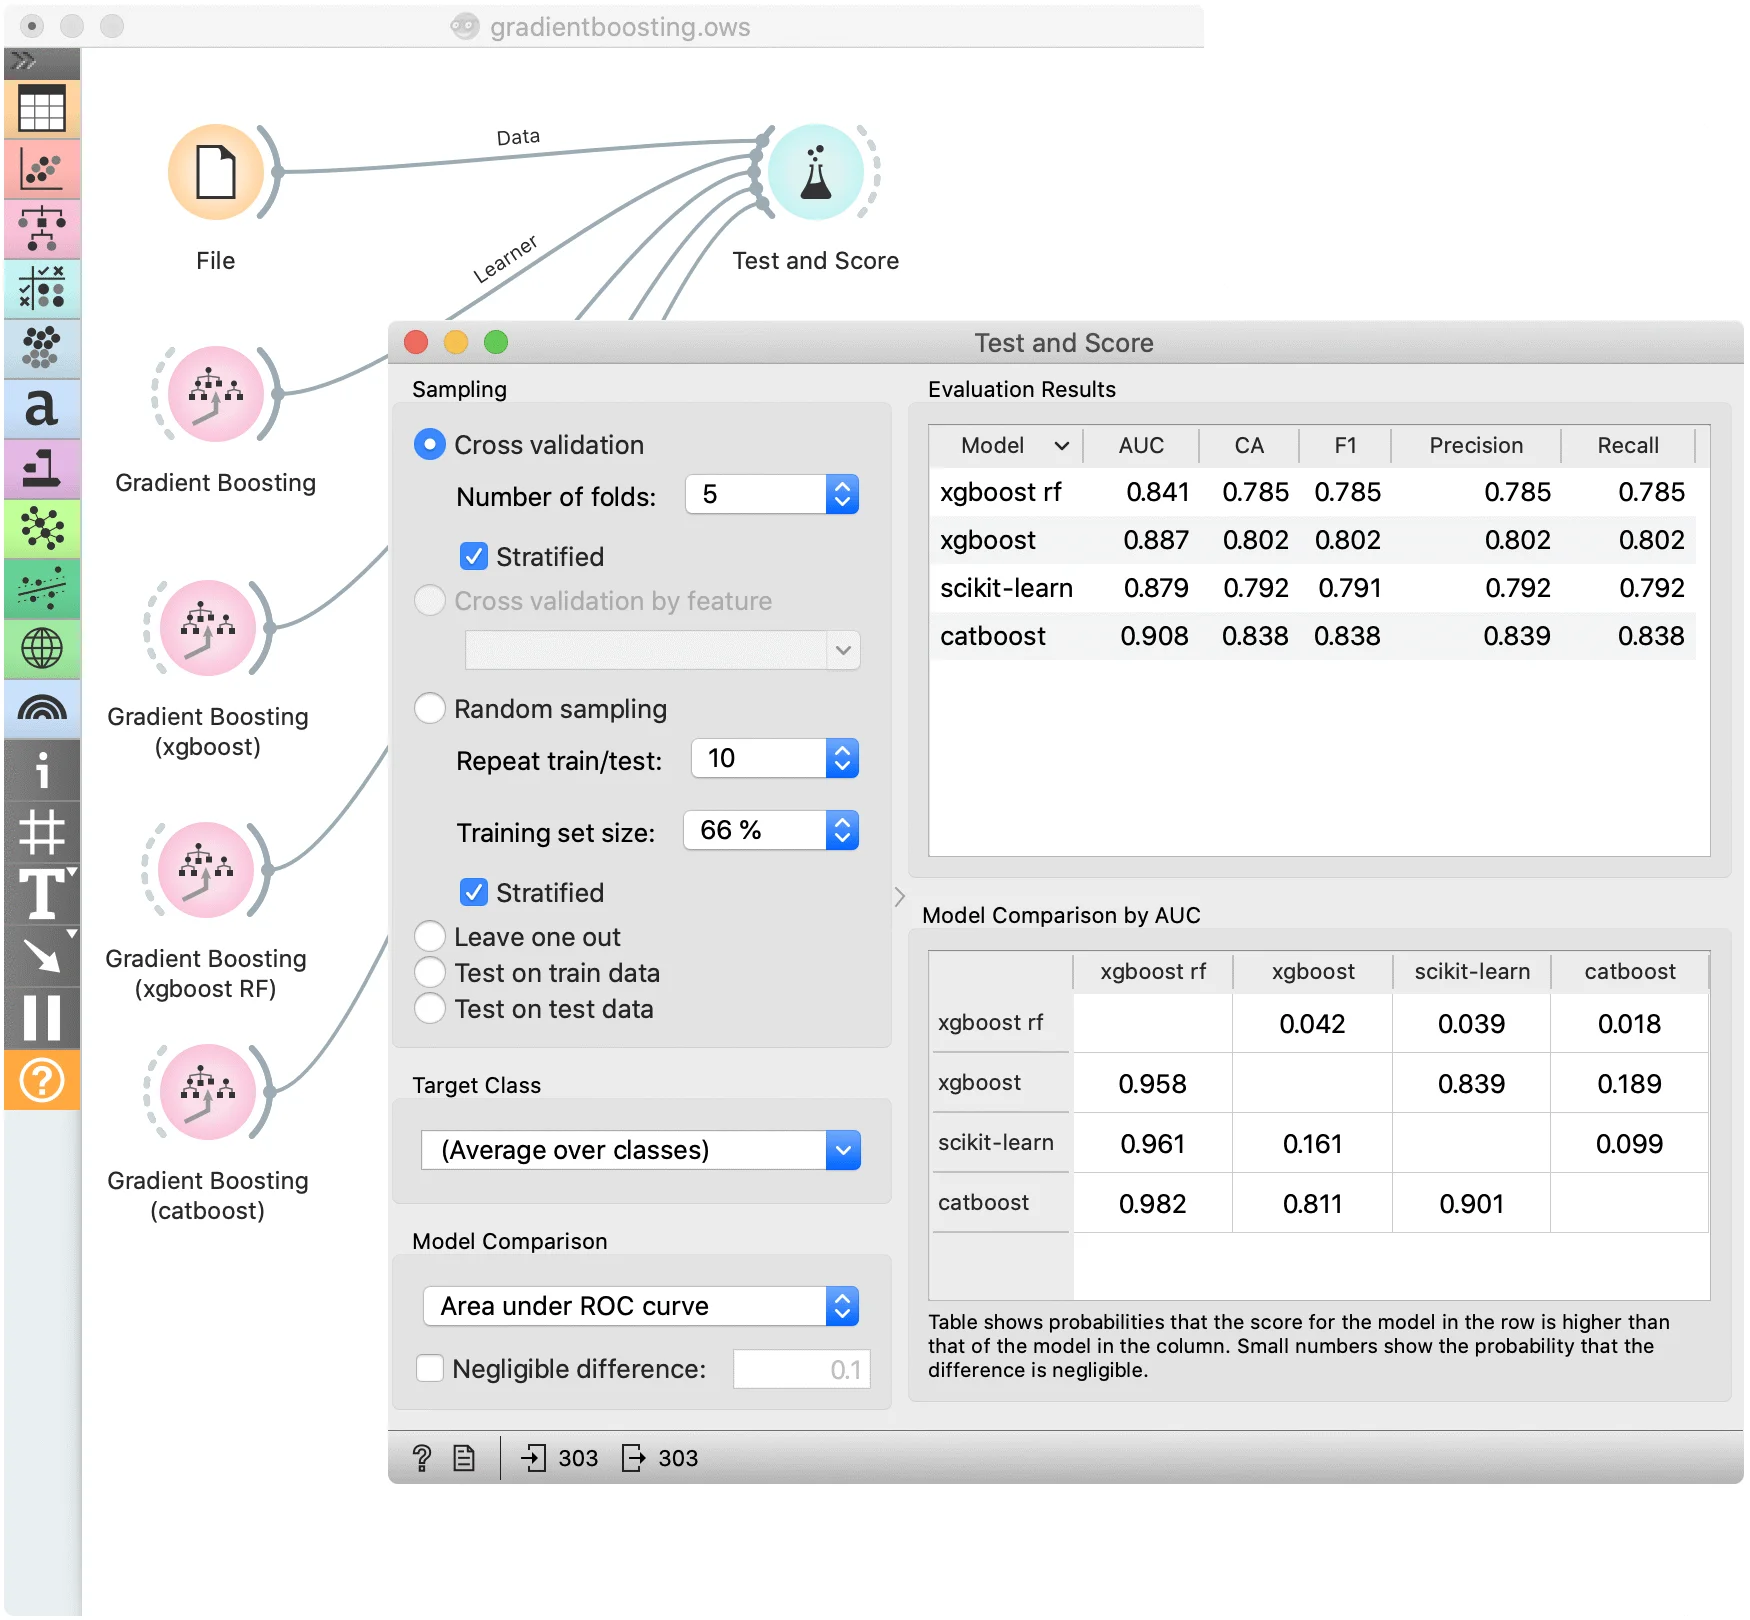 gradientboosting.ows
Data
Learner
File
Test and Score
Gradient Boosting
Gradient Boosting
(xgboost)
Gradient Boosting
(xgboost RF)
Gradient Boosting
(catboost)
a
i
T
?
Test and Score
Sampling
Cross validation
Number of folds: 5
Stratified
Cross validation by feature
Random sampling
Repeat train/test: 10
Training set size: 66 %
Stratified
Leave one out
Test on train data
Test on test data
Target Class
(Average over classes)
Model Comparison
Area under ROC curve
Negligible difference: 0.1
Evaluation Results
Model AUC CA F1 Precision Recall
xgboost rf 0.841 0.785 0.785 0.785 0.785
xgboost 0.887 0.802 0.802 0.802 0.802
scikit-learn 0.879 0.792 0.791 0.792 0.792
catboost 0.908 0.838 0.838 0.839 0.838
Model Comparison by AUC
xgboost rf xgboost scikit-learn catboost
xgboost rf 0.042 0.039 0.018
xgboost 0.958 0.839 0.189
scikit-learn 0.961 0.161 0.099
catboost 0.982 0.811 0.901
Table shows probabilities that the score for the model in the row is higher than
that of the model in the column. Small numbers show the probability that the
difference is negligible.
? 303 303